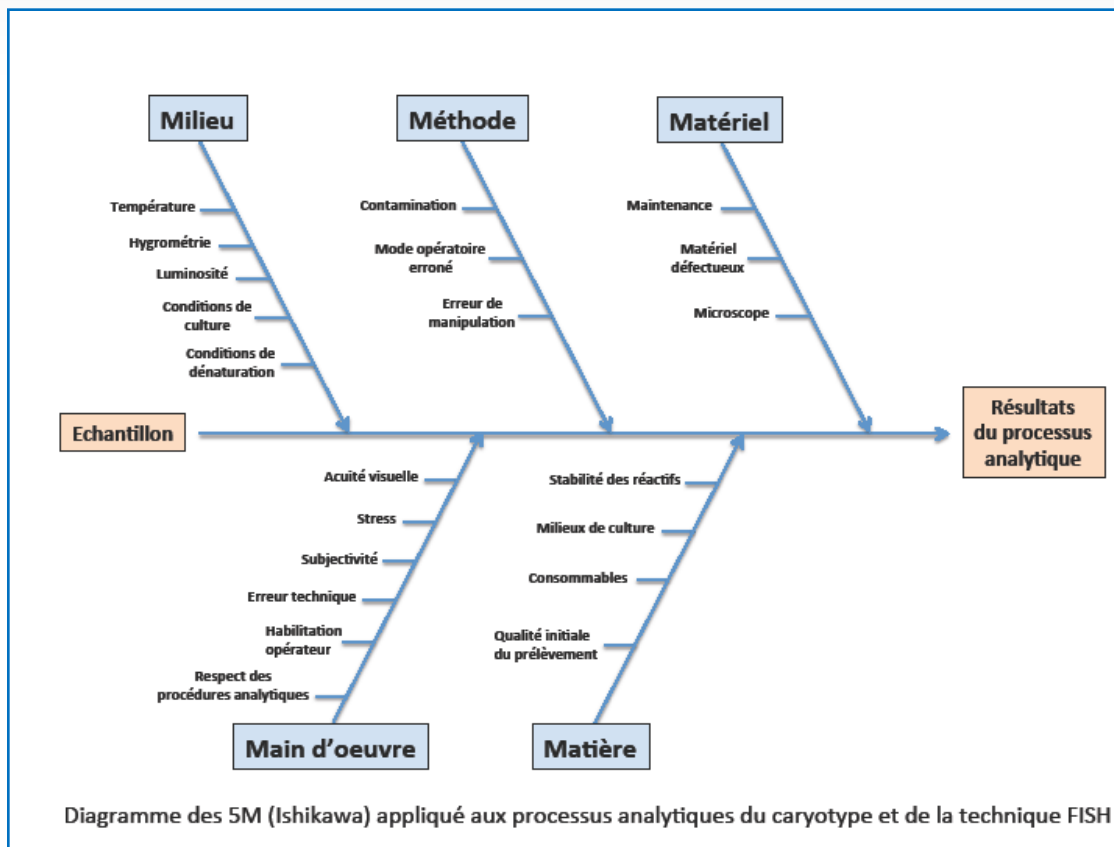 Milieu
Méthode
Matériel
Température
Hygrométrie
Luminosité
Conditions de
culture
Conditions de
dénaturation
Contamination
Mode opératoire
erroné
Erreur de
manipulation
Maintenance
Matériel
défectueux
Microscope
Echantillon
Résultats
du processus
analytique
Acuité visuelle
Stress
Subjectivité
Erreur technique
Habilitation
opérateur
Respect des
procédures analytiques
Stabilité des réactifs
Milieux de culture
Consommables
Qualité initiale
du prélèvement
Main d'oeuvre
Matière
Diagramme des 5M (Ishikawa) appliqué aux processus analytiques du caryotype et de la technique FISH